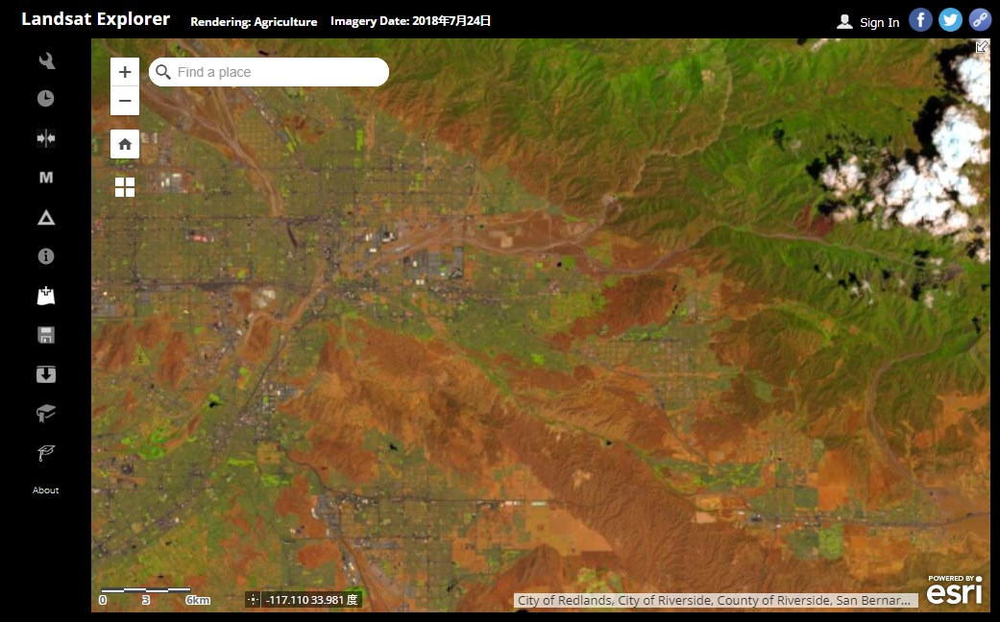 Landsat Explorer Rendering: Agriculture Imagery Date: 2018年7月24日 Sign In
+
Find a place
−
M
About
0 3 6km
-117.110 33.981 度
City of Redlands, City of Riverside, County of Riverside, San Bernar...
POWERED BY
esri